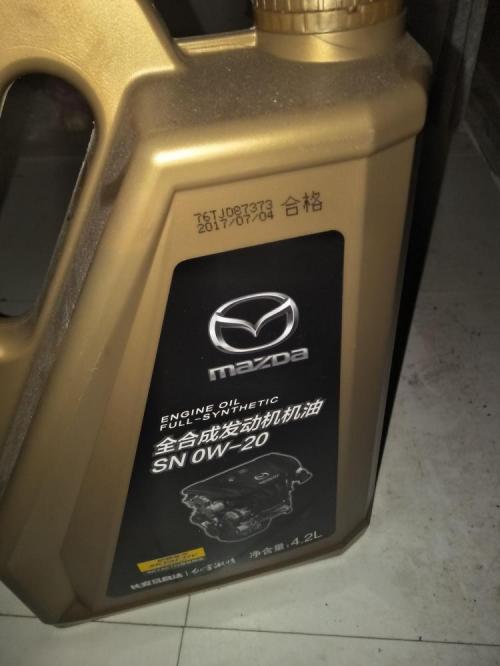 76TJD87373 合格
2017/07/04
mazda
ENGINE OIL
FULL-SYNTHETIC
全合成发动机机油
SN 0W-20
净含量:4.2L